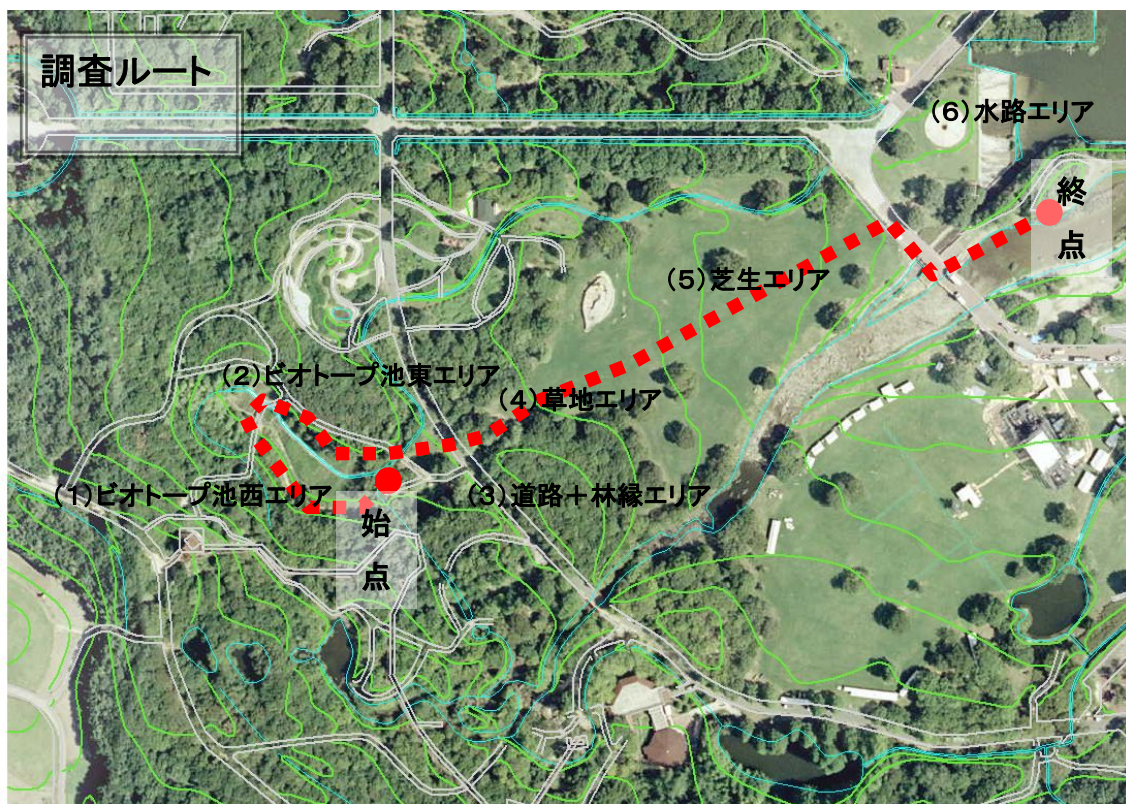 調査ルート
(6)水路エリア
終
点
(5)芝生エリア
(2)ビオトープ池東エリア
(4)草地エリア
(1)ビオトープ池西エリア
(3)道路+林縁エリア
始
点